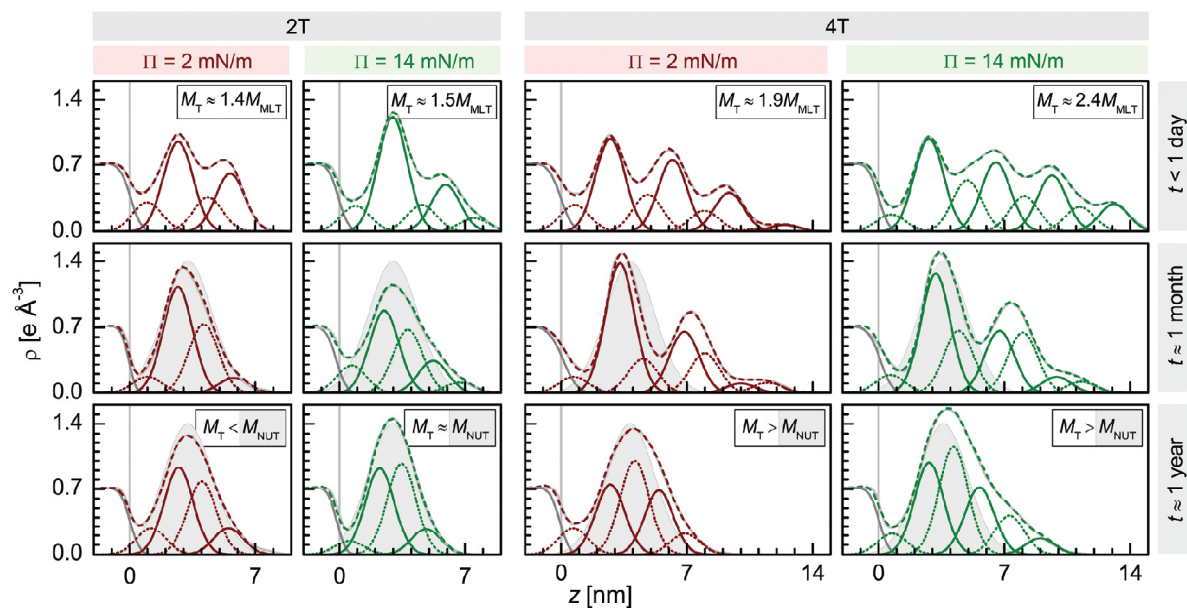 2T 4T
Π = 2 mN/m Π = 14 mN/m Π = 2 mN/m Π = 14 mN/m
1.4 M_T ≈ 1.4M_MLT M_T ≈ 1.5M_MLT M_T ≈ 1.9M_MLT M_T ≈ 2.4M_MLT
0.7
0.0
t < 1 day
1.4
0.7
0.0
t ≈ 1 month
ρ [e Å⁻³]
1.4 M_T < M_NUT M_T ≈ M_NUT M_T > M_NUT M_T > M_NUT
0.7
0.0
t ≈ 1 year
0 7 0 7 0 7 14 0 7 14
z [nm]